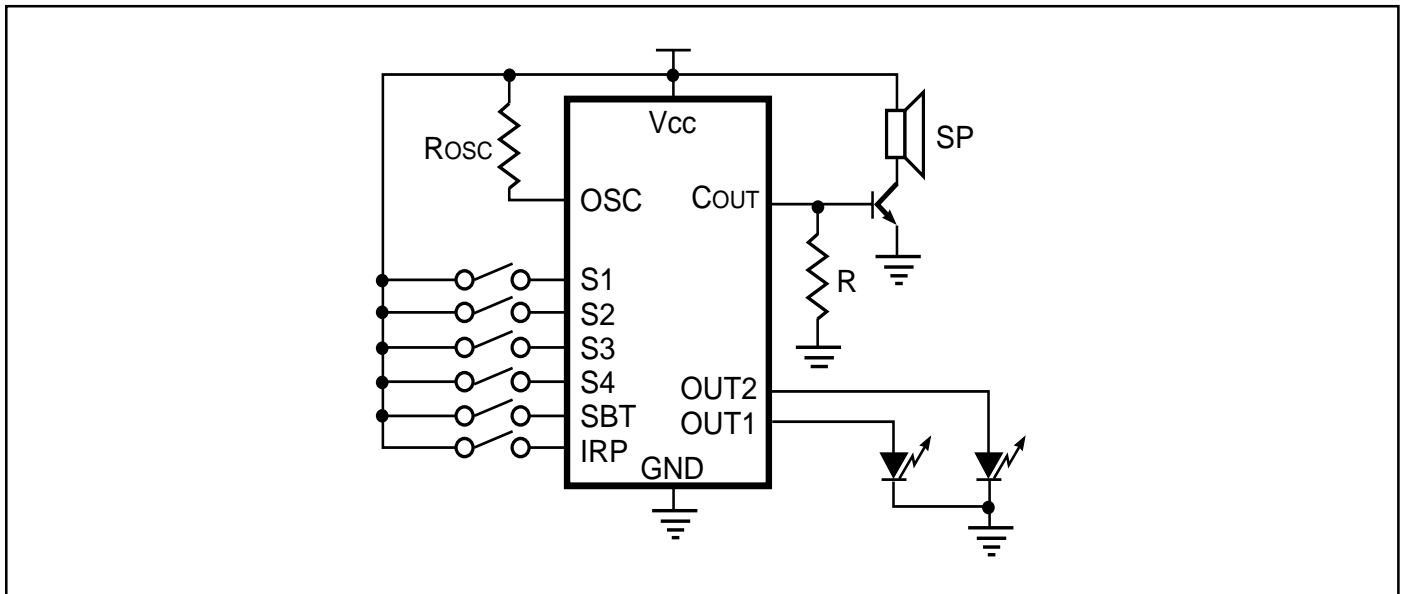 Vcc
ROSC
SP
OSC
COUT
S1
R
S2
S3
S4
OUT2
SBT
OUT1
IRP
GND